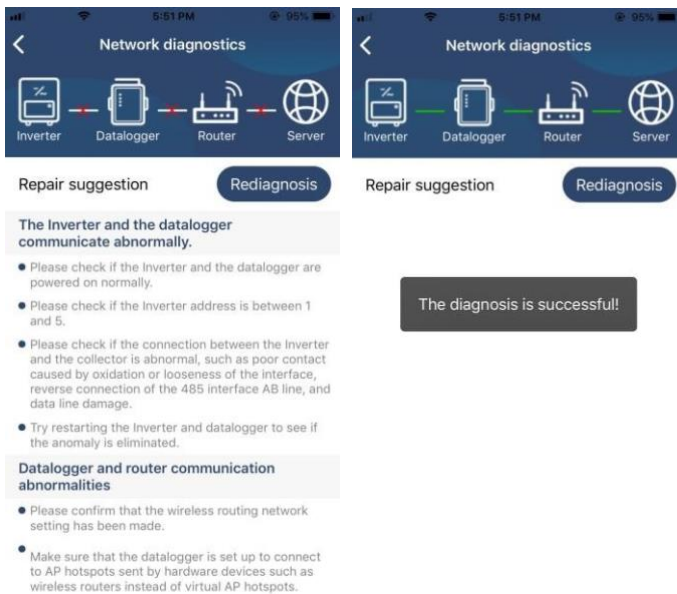 5:51 PM
95%
Network diagnostics
Inverter Datalogger Router Server
Repair suggestion
Rediagnosis
The Inverter and the datalogger
communicate abnormally.
Please check if the Inverter and the datalogger are
powered on normally.
Please check if the Inverter address is between 1
and 5.
Please check if the connection between the Inverter
and the collector is abnormal, such as poor contact
caused by oxidation or looseness of the interface,
reverse connection of the 485 interface AB line, and
data line damage.
Try restarting the Inverter and datalogger to see if
the anomaly is eliminated.
Datalogger and router communication
abnormalities
Please confirm that the wireless routing network
setting has been made.
Make sure that the datalogger is set up to connect
to AP hotspots sent by hardware devices such as
wireless routers instead of virtual AP hotspots.
5:51 PM
95%
Network diagnostics
Inverter Datalogger Router Server
Repair suggestion
Rediagnosis
The diagnosis is successful!